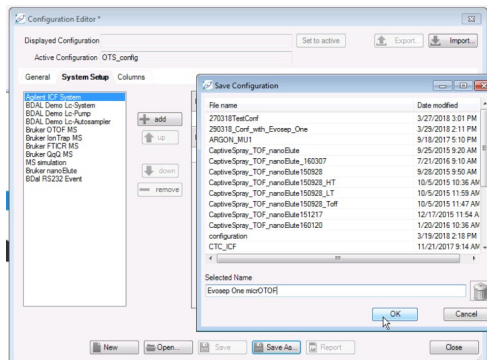 Configuration Editor *
Displayed Configuration
Set to active
Export...
Import...
Active Configuration OTS_config
General System Setup Columns
Agilent ICF System
BDAL Demo Lc-System
BDAL Demo Lc-Pump
BDAL Demo Lc-Autosampler
Bruker OTOF MS
Bruker IonTrap MS
Bruker FTICR MS
Bruker QqQ MS
MS simulation
Bruker nanoElute
BDal RS232 Event
add
up
down
remove
Save Configuration
File name Date modified
270318TestConf 3/27/2018 3:01 PM
290318_Conf_with_Evosep_One 3/29/2018 2:11 PM
ARGON_MU1 9/18/2017 5:10 PM
CaptiveSpray_TOF_nanoElute 9/25/2015 9:20 AM
CaptiveSpray_TOF_nanoElute_160307 7/21/2016 9:10 AM
CaptiveSpray_TOF_nanoElute150928 9/28/2015 9:50 AM
CaptiveSpray_TOF_nanoElute150928_HT 10/5/2015 10:36 AM
CaptiveSpray_TOF_nanoElute150928_LT 10/5/2015 11:59 AM
CaptiveSpray_TOF_nanoElute150928_Toff 10/5/2015 11:47 AM
CaptiveSpray_TOF_nanoElute151217 12/17/2015 11:54 A
CaptiveSpray_TOF_nanoElute160120 1/20/2016 10:36 AM
configuration 3/19/2018 2:18 PM
CTC_ICF 11/21/2017 9:14 AM
Selected Name
Evosep One micrOTOF
OK
Cancel
New
Open...
Save
Save As...
Report
Close